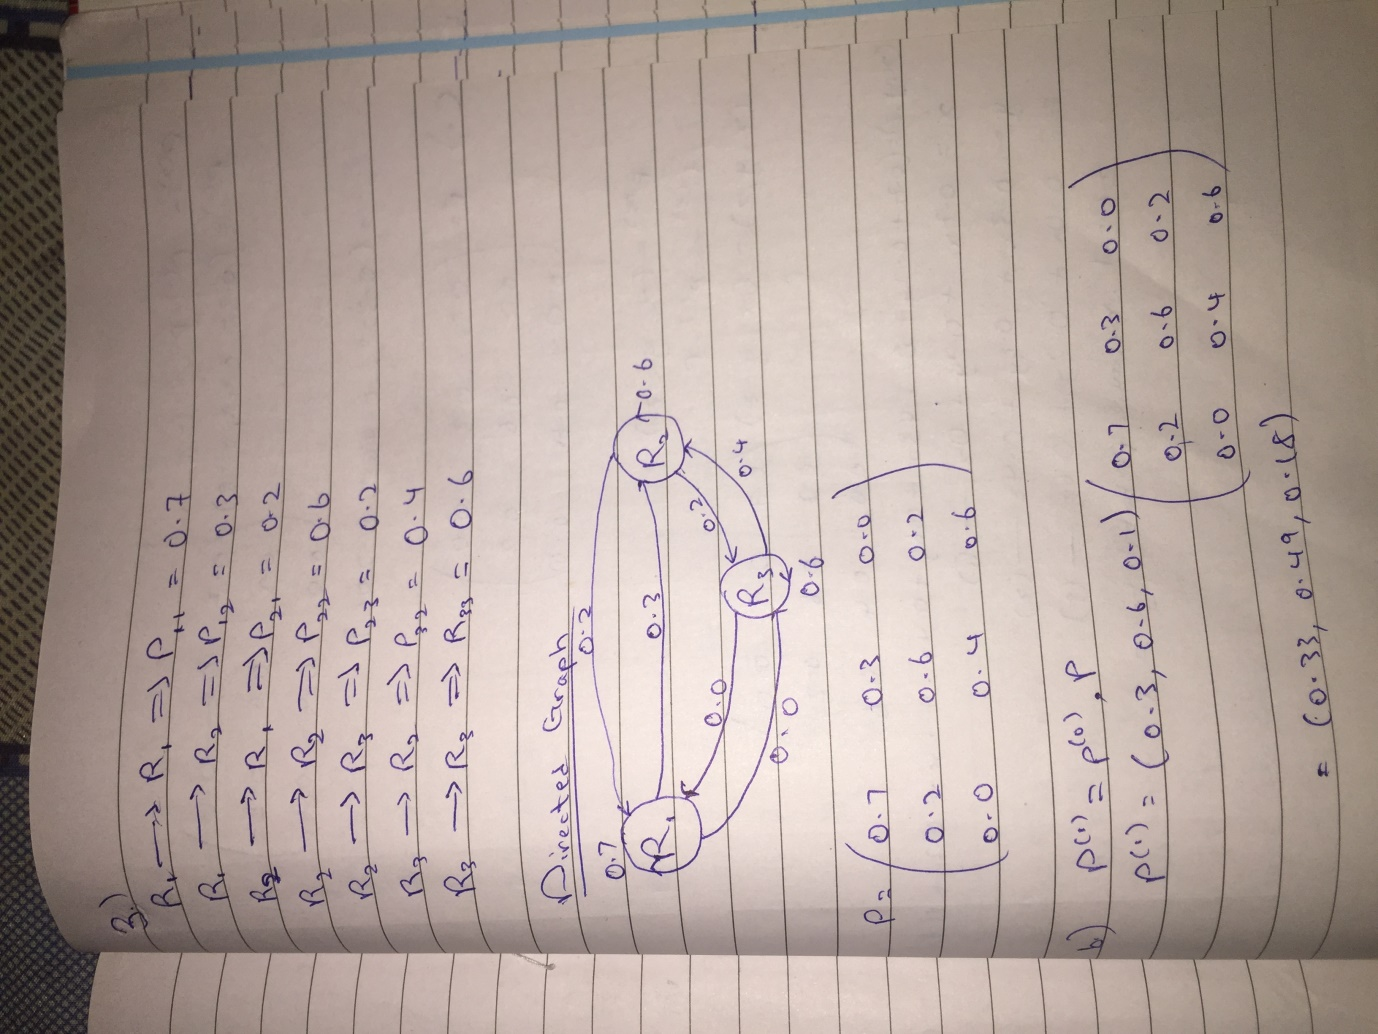 3)
R₁ → R₁ ⇒ P₁₁ = 0.7
R₁ → R₂ ⇒ P₁₂ = 0.3
R₂ → R₁ ⇒ P₂₁ = 0.2
R₂ → R₂ ⇒ P₂₂ = 0.6
R₂ → R₃ ⇒ P₂₃ = 0.2
R₃ → R₂ ⇒ P₃₂ = 0.4
R₃ → R₃ ⇒ R₃₃ = 0.6
Directed Graph
0.7
R₁
0.2
0.3
R₂
0.6
0.0
0.2
0.4
R₃
0.0
0.6
P = ( 0.7 0.3 0.0
0.2 0.6 0.2
0.0 0.4 0.6 )
b) P⁽¹⁾ = P⁽⁰⁾ . P
P⁽¹⁾ = (0.3, 0.6, 0.1) ( 0.7 0.3 0.0
0.2 0.6 0.2
0.0 0.4 0.6 )
= (0.33, 0.49, 0.18)